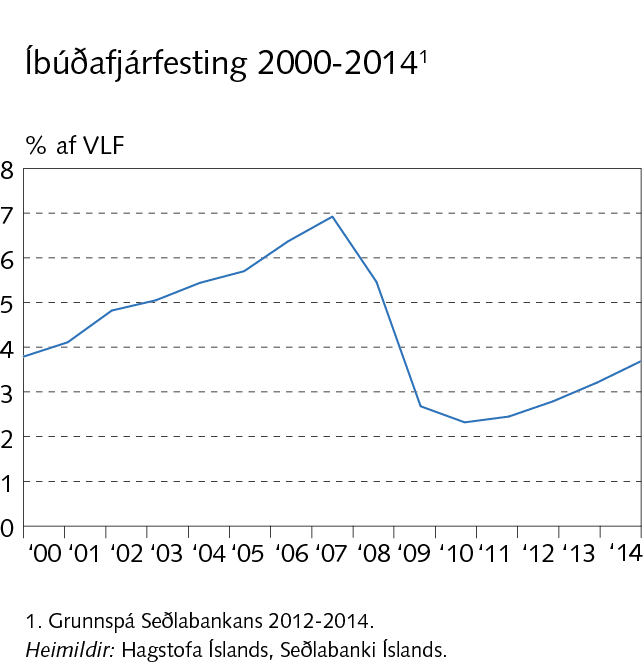 Íbúðafjárfesting 2000-2014¹
% af VLF
8
7
6
5
4
3
2
1
0
‘00 ‘01 ‘02 ‘03 ‘04 ‘05 ‘06 ‘07 ‘08 ‘09 ‘10 ‘11 ‘12 ‘13 ‘14
1. Grunnspá Seðlabankans 2012-2014.
Heimildir: Hagstofa Íslands, Seðlabanki Íslands.